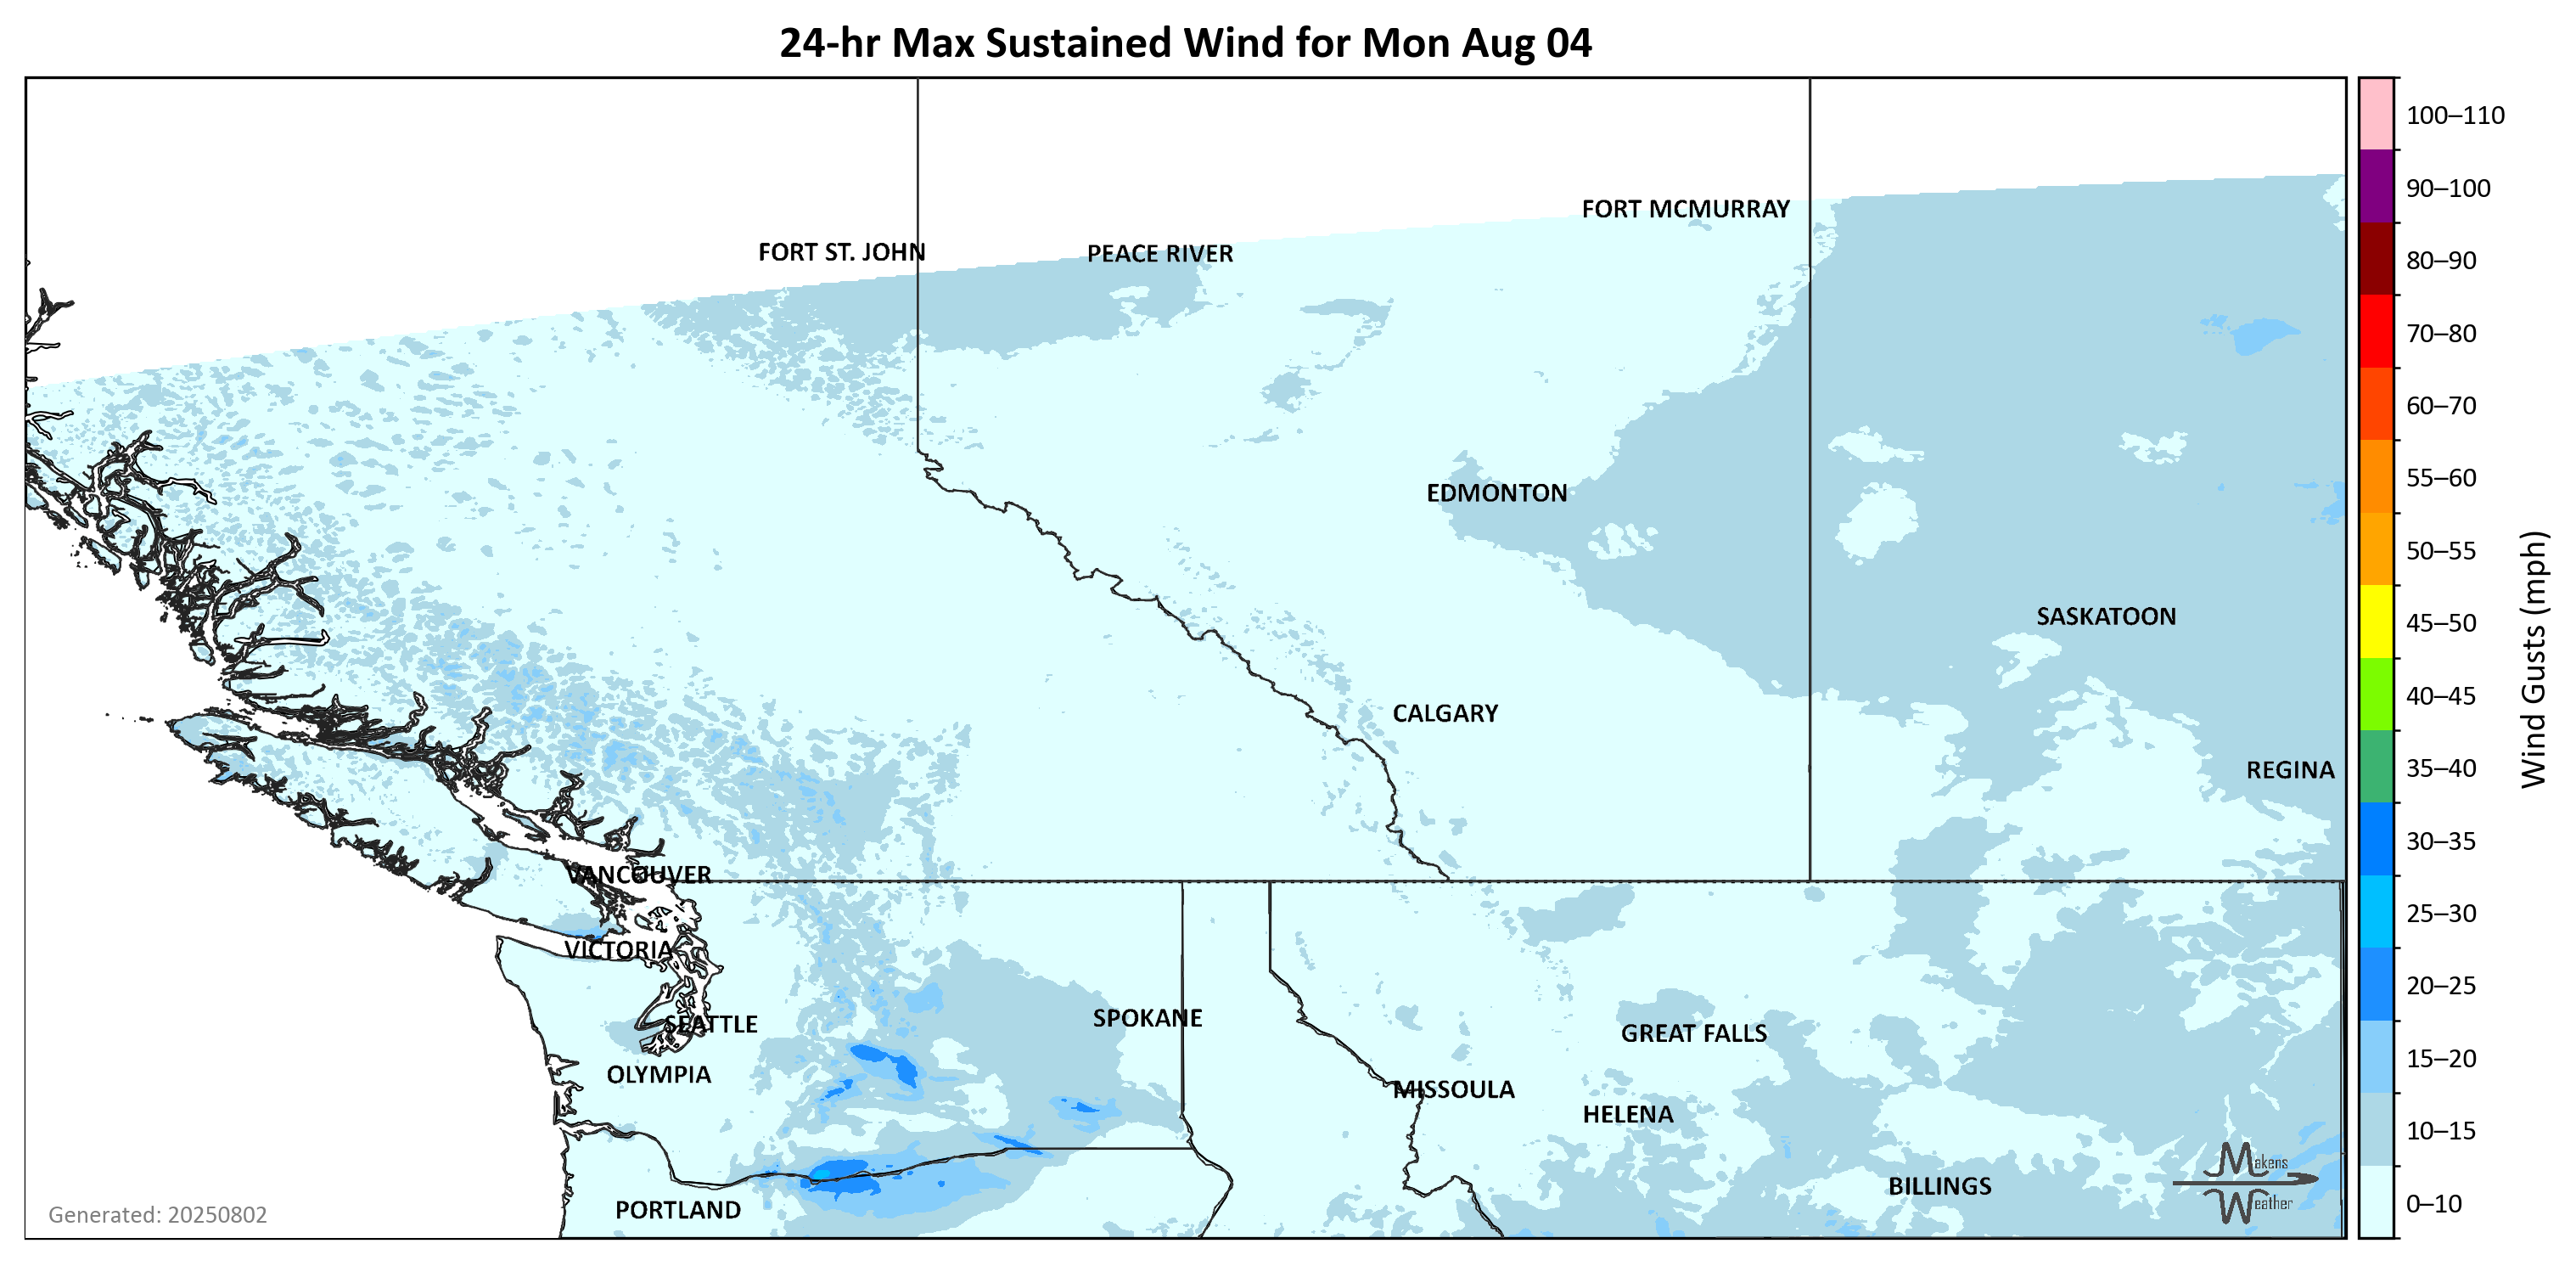 24-hr Max Sustained Wind for Mon Aug 04
100–110
90–100
80–90
70–80
60–70
55–60
50–55
45–50
40–45
35–40
30–35
25–30
20–25
15–20
10–15
0–10
Wind Gusts (mph)
FORT MCMURRAY
FORT ST. JOHN
PEACE RIVER
EDMONTON
SASKATOON
CALGARY
REGINA
VANCOUVER
VICTORIA
SEATTLE
SPOKANE
GREAT FALLS
OLYMPIA
MISSOULA
HELENA
BILLINGS
PORTLAND
Makens
Weather
Generated: 20250802